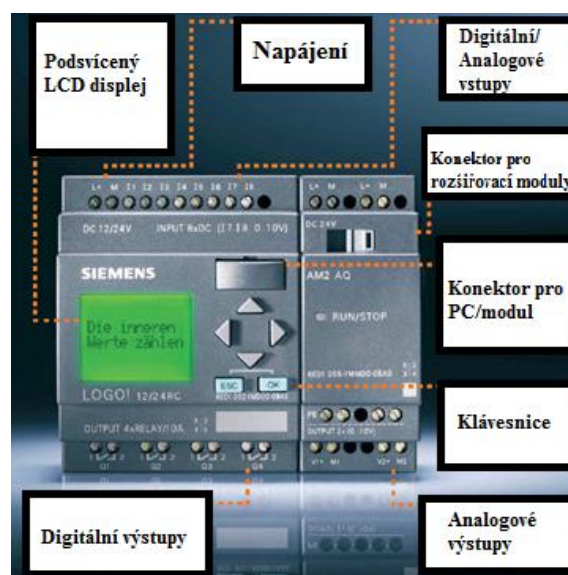 Podsvícený
LCD displej
Napájení
Digitální/
Analogové
vstupy
Konektor pro
rozšiřovací moduly
L+ M I1 I2 I3 I4 I5 I6 I7 I8
L+ M L+ M
DC 12/24V INPUT 8xDC (I7 I8 0..10V)
DC 24V
SIEMENS
AM2 AQ
Konektor pro
PC/modul
Die inneren
Werte zählen
RUN/STOP
ESC OK
LOGO! 12/24RC
Klávesnice
OUTPUT 4xRELAY/10A
PE
OUTPUT 2x (0..10V)
Q1 Q2 Q3 Q4
V1+ M1 V2+ M2
Digitální výstupy
Analogové
výstupy